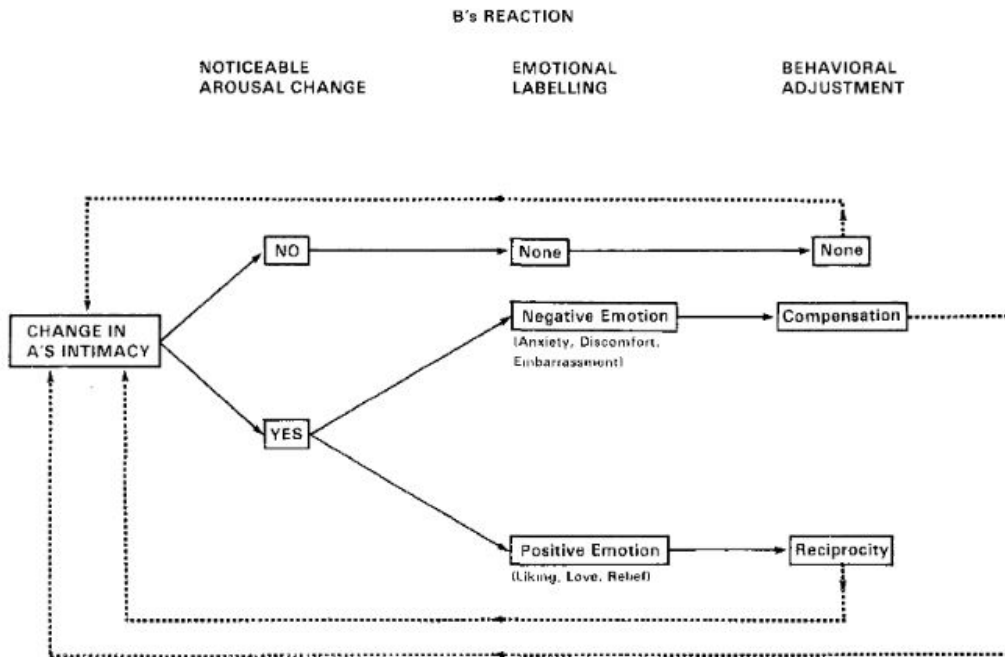 B's REACTION
NOTICEABLE
AROUSAL CHANGE
EMOTIONAL
LABELLING
BEHAVIORAL
ADJUSTMENT
NO
None
None
CHANGE IN
A'S INTIMACY
Negative Emotion
(Anxiety, Discomfort,
Embarrassment)
Compensation
YES
Positive Emotion
(Liking, Love, Relief)
Reciprocity